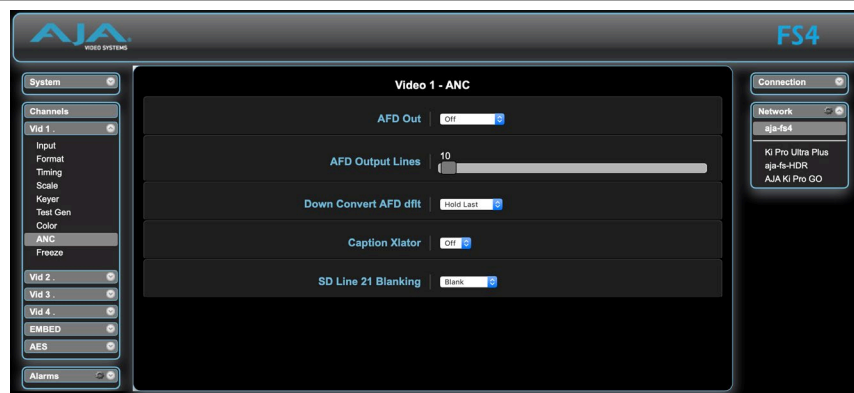 AJA
VIDEO SYSTEMS
FS4
System
Channels
Vid 1 .
Input
Format
Timing
Scale
Keyer
Test Gen
Color
ANC
Freeze
Vid 2 .
Vid 3 .
Vid 4 .
EMBED
AES
Alarms
Video 1 - ANC
AFD Out Off
AFD Output Lines 10
Down Convert AFD dflt Hold Last
Caption Xlator Off
SD Line 21 Blanking Blank
Connection
Network
aja-fs4
Ki Pro Ultra Plus
aja-fs-HDR
AJA Ki Pro GO